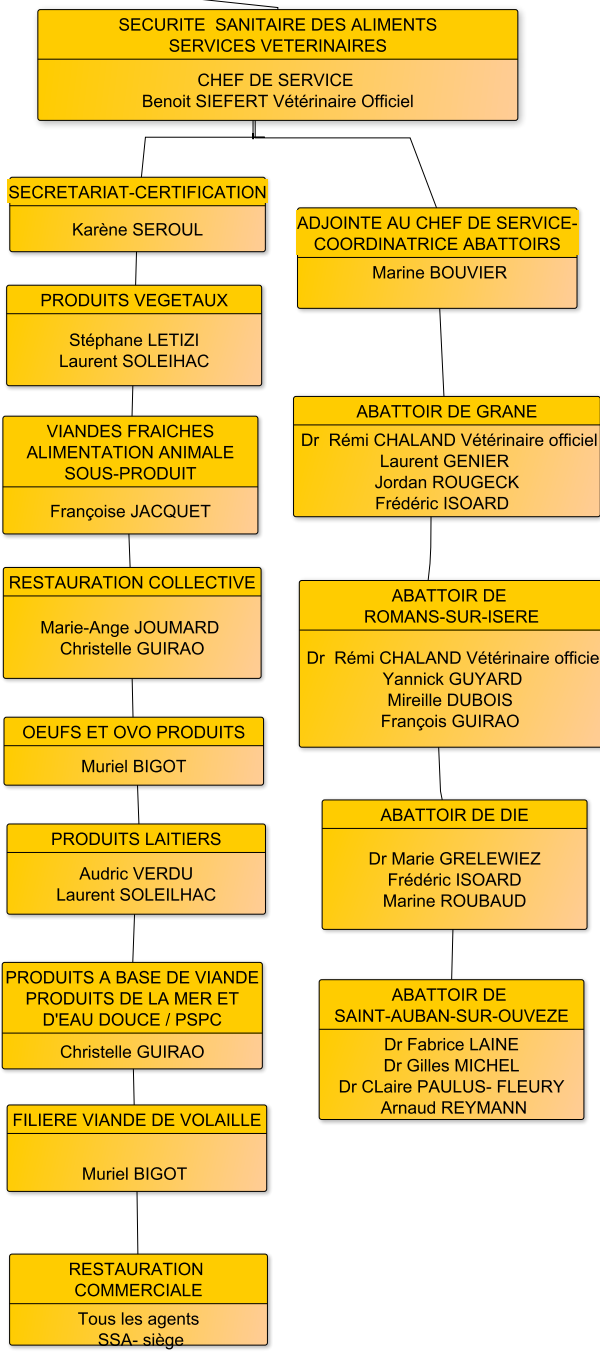 SECURITE  SANITAIRE DES ALIMENTS
SERVICES VETERINAIRES
CHEF DE SERVICE
Benoit SIEFERT Vétérinaire Officiel
SECRETARIAT-CERTIFICATION
Karène SEROUL
PRODUITS VEGETAUX
Stéphane LETIZI
Laurent SOLEIHAC
VIANDES FRAICHES
ALIMENTATION ANIMALE
SOUS-PRODUIT
Françoise JACQUET
RESTAURATION COLLECTIVE
Marie-Ange JOUMARD
Christelle GUIRAO
OEUFS ET OVO PRODUITS
Muriel BIGOT
PRODUITS LAITIERS
Audric VERDU
Laurent SOLEILHAC
PRODUITS A BASE DE VIANDE
PRODUITS DE LA MER ET
D'EAU DOUCE / PSPC
Christelle GUIRAO
FILIERE VIANDE DE VOLAILLE
Muriel BIGOT
RESTAURATION
COMMERCIALE
Tous les agents
SSA- siège
ADJOINTE AU CHEF DE SERVICE-
COORDINATRICE ABATTOIRS
Marine BOUVIER
ABATTOIR DE GRANE
Dr  Rémi CHALAND Vétérinaire officiel
Laurent GENIER
Jordan ROUGECK
Frédéric ISOARD
ABATTOIR DE
ROMANS-SUR-ISERE
Dr  Rémi CHALAND Vétérinaire officie
Yannick GUYARD
Mireille DUBOIS
François GUIRAO
ABATTOIR DE DIE
Dr Marie GRELEWIEZ
Frédéric ISOARD
Marine ROUBAUD
ABATTOIR DE
SAINT-AUBAN-SUR-OUVEZE
Dr Fabrice LAINE
Dr Gilles MICHEL
Dr CLaire PAULUS- FLEURY
Arnaud REYMANN